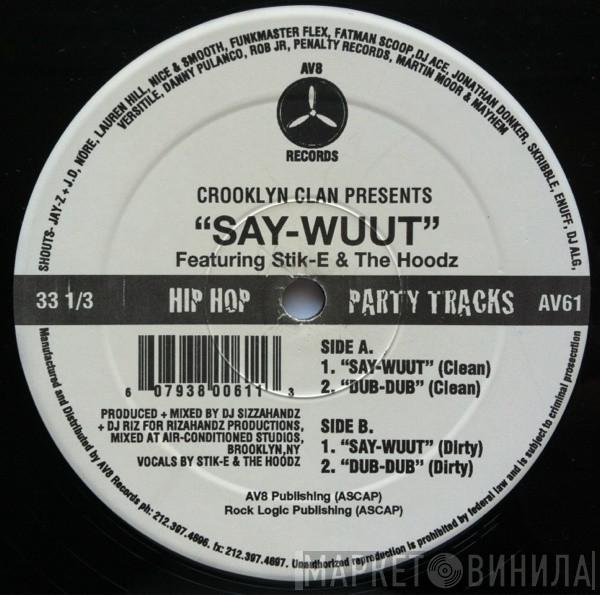 SHOUTS- JAY-Z + J.D, NORE, LAUREN HILL, NICE & SMOOTH, FUNKMASTER FLEX, FATMAN SCOOP, DJ ACE, JONATHAN DONKER, SKRIBBLE, ENUFF, DJ ALG,
VERSITILE, DANNY PULANCO, ROB JR, PENALTY RECORDS, MARTIN MOOR & MAYHEM
AV8
RECORDS
CROOKLYN CLAN PRESENTS
"SAY-WUUT"
Featuring Stik-E & The Hoodz
33 1/3 HIP HOP PARTY TRACKS AV61
6 07938 00611 3
PRODUCED + MIXED BY DJ SIZZAHANDZ
+ DJ RIZ FOR RIZAHANDZ PRODUCTIONS,
MIXED AT AIR-CONDITIONED STUDIOS,
BROOKLYN,NY
VOCALS BY STIK-E & THE HOODZ
SIDE A.
1. "SAY-WUUT" (Clean)
2. "DUB-DUB" (Clean)
SIDE B.
1. "SAY-WUUT" (Dirty)
2. "DUB-DUB" (Dirty)
AV8 Publishing (ASCAP)
Rock Logic Publishing (ASCAP)
Manufactured and Distributed by AV8 Records ph: 212.397.4696. fx: 212.397.4697. Unauthorized reproduction is prohibited by federal law and is subject to criminal prosecution
МАРКЕТ ВИНИЛА